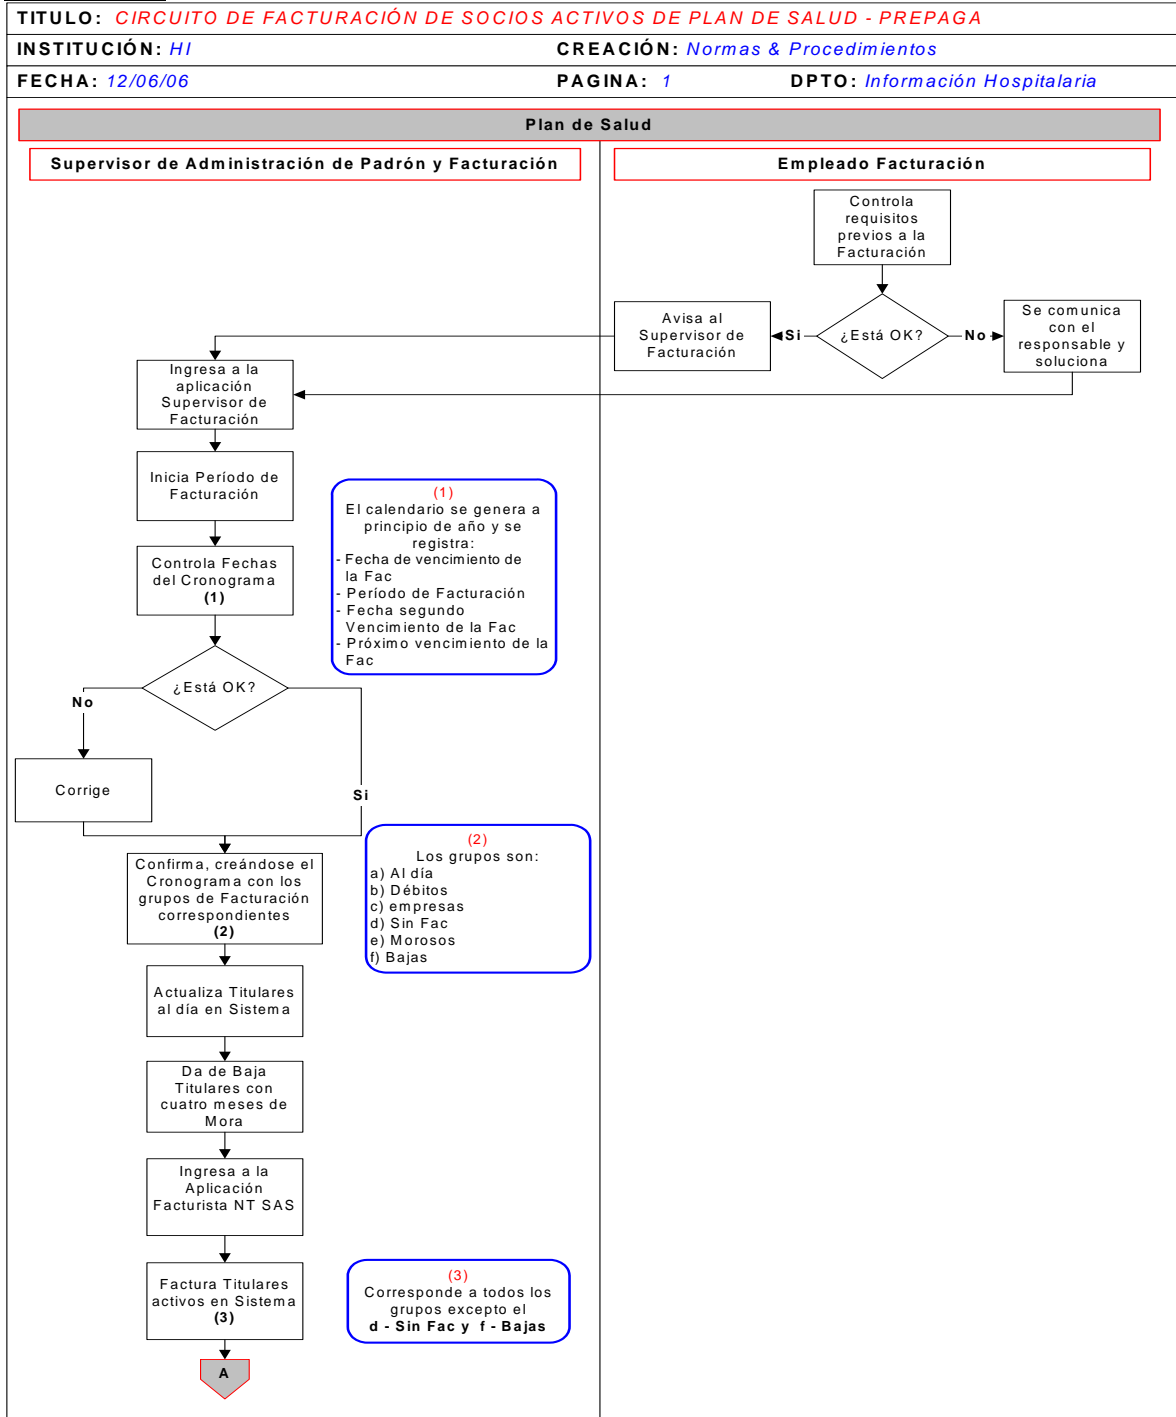 TITULO: CIRCUITO DE FACTURACIÓN DE SOCIOS ACTIVOS DE PLAN DE SALUD - PREPAGA
INSTITUCIÓN: HI CREACIÓN: Normas & Procedimientos
FECHA: 12/06/06 PAGINA: 1 DPTO: Información Hospitalaria
Plan de Salud
Supervisor de Administración de Padrón y Facturación
Empleado Facturación
Controla
requisitos
previos a la
Facturación
¿Está OK?
Si
No
Avisa al
Supervisor de
Facturación
Se comunica
con el
responsable y
soluciona
Ingresa a la
aplicación
Supervisor de
Facturación
Inicia Período de
Facturación
Controla Fechas
del Cronograma
(1)
(1)
El calendario se genera a
principio de año y se
registra:
- Fecha de vencimiento de
la Fac
- Período de Facturación
- Fecha segundo
Vencimiento de la Fac
- Próximo vencimiento de la
Fac
¿Está OK?
No
Si
Corrige
Confirma, creándose el
Cronograma con los
grupos de Facturación
correspondientes
(2)
(2)
Los grupos son:
a) Al día
b) Débitos
c) empresas
d) Sin Fac
e) Morosos
f) Bajas
Actualiza Titulares
al día en Sistema
Da de Baja
Titulares con
cuatro meses de
Mora
Ingresa a la
Aplicación
Facturista NT SAS
Factura Titulares
activos en Sistema
(3)
(3)
Corresponde a todos los
grupos excepto el
d - Sin Fac y f - Bajas
A